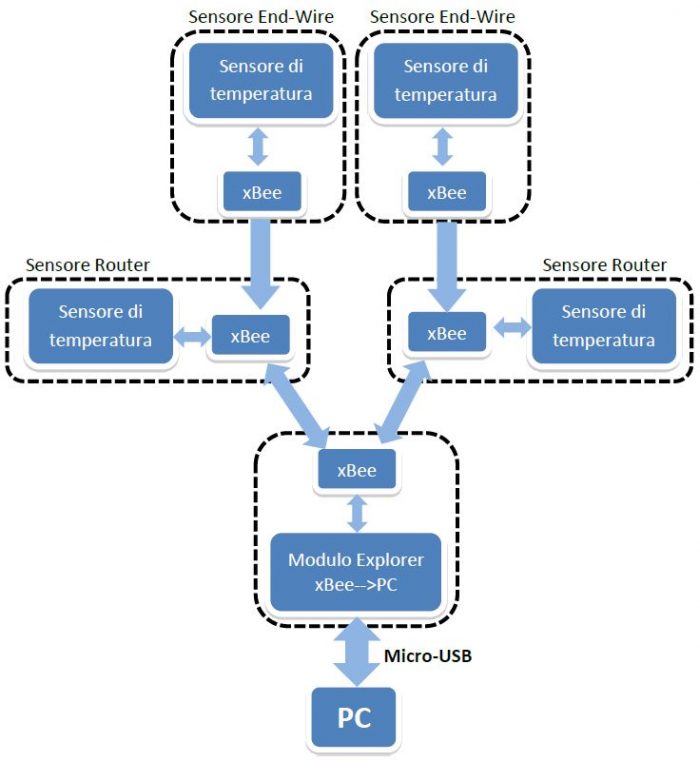 Sensore End-Wire
Sensore End-Wire
Sensore di
temperatura
Sensore di
temperatura
xBee
xBee
Sensore Router
Sensore Router
Sensore di
temperatura
xBee
xBee
Sensore di
temperatura
xBee
Modulo Explorer
xBee-->PC
Micro-USB
PC